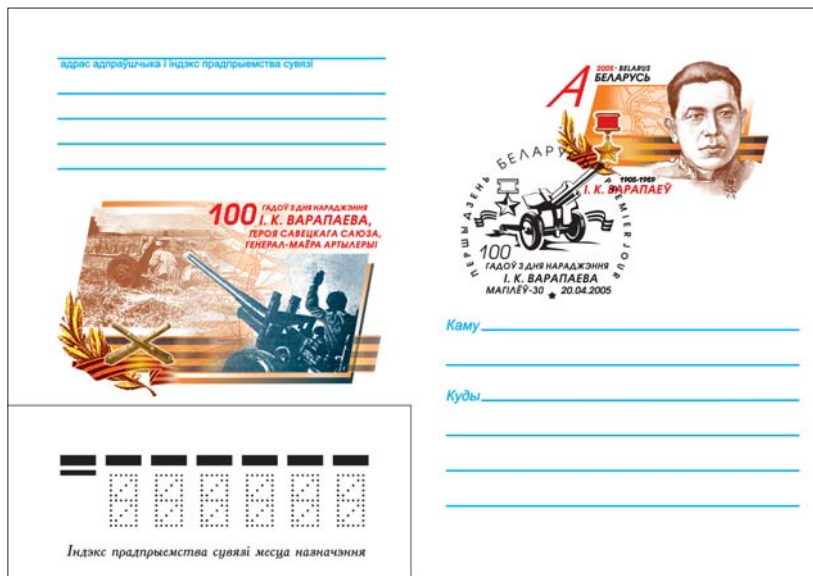 адрас адпраўшчыка і індэкс прадпрыемства сувязі
100 ГАДОЎ З ДНЯ НАРАДЖЭННЯ
І. К. ВАРАПАЕВА,
ГЕРОЯ САВЕЦКАГА САЮЗА,
ГЕНЕРАЛ-МАЁРА АРТЫЛЕРЫІ
А
2005 · BELARUS
БЕЛАРУСЬ
1905-1959
І. К. ВАРАПАЕЎ
ПЕРШЫ ДЗЕНЬ БЕЛАРУСЬ PREMIER JOUR
100
ГАДОЎ З ДНЯ НАРАДЖЭННЯ
І. К. ВАРАПАЕВА
МАГІЛЁЎ-30 ★ 20.04.2005
Каму
Куды
Індэкс прадпрыемства сувязі месца назначэння